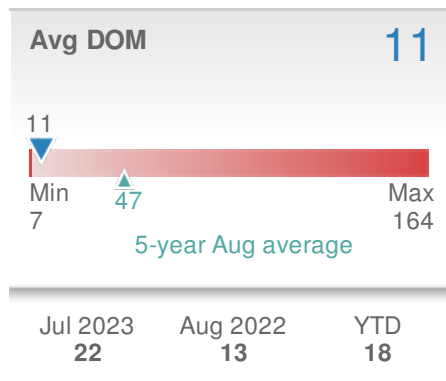 Avg DOM 11
11
Min Max
47
7 164
5-year Aug average
Jul 2023 Aug 2022 YTD
22 13 18